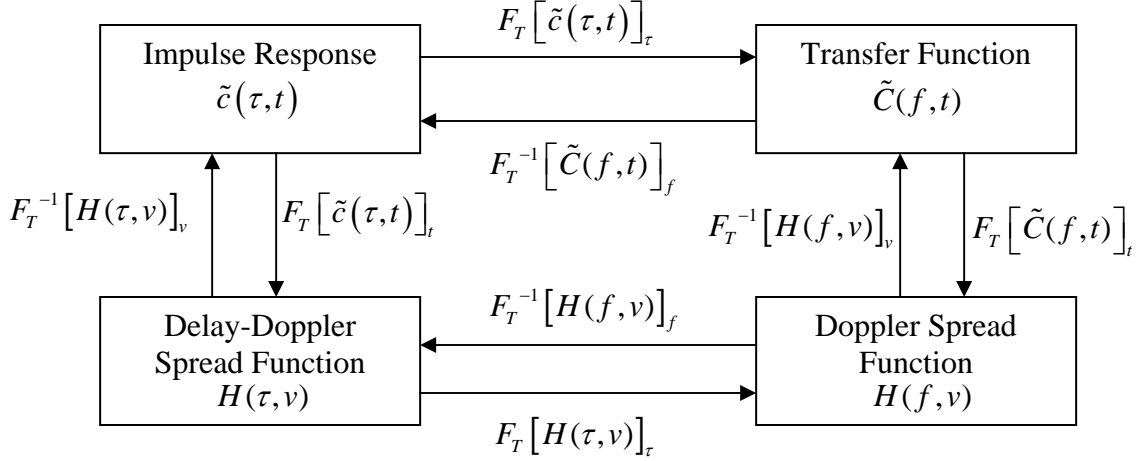 F_T[c̃(τ,t)]_τ
Impulse Response
c̃(τ,t)
Transfer Function
C̃(f,t)
F_T⁻¹[C̃(f,t)]_f
F_T⁻¹[H(τ,v)]_v
F_T[c̃(τ,t)]_t
F_T⁻¹[H(f,v)]_v
F_T[C̃(f,t)]_t
F_T⁻¹[H(f,v)]_f
Delay-Doppler
Spread Function
H(τ,v)
Doppler Spread
Function
H(f,v)
F_T[H(τ,v)]_τ